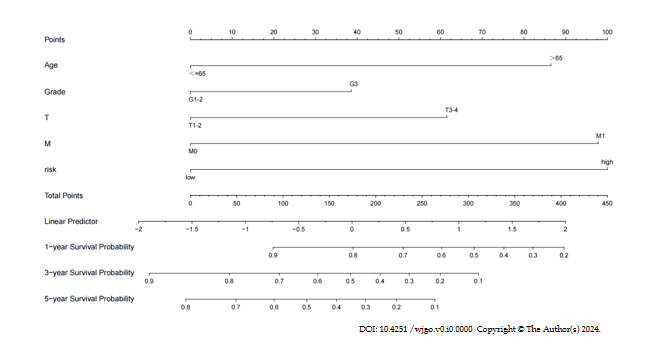 Points 0 10 20 30 40 50 60 70 80 90 100
Age <=65 >65
Grade G1-2 G3
T T1-2 T3-4
M M0 M1
risk low high
Total Points 0 50 100 150 200 250 300 350 400 450
Linear Predictor −2 −1.5 −1 −0.5 0 0.5 1 1.5 2
1−year Survival Probability 0.9 0.8 0.7 0.6 0.5 0.4 0.3 0.2
3−year Survival Probability 0.9 0.8 0.7 0.6 0.5 0.4 0.3 0.2 0.1
5−year Survival Probability 0.8 0.7 0.6 0.5 0.4 0.3 0.2 0.1
DOI: 10.4251 /wjgo.v0.i0.0000 Copyright © The Author(s) 2024.